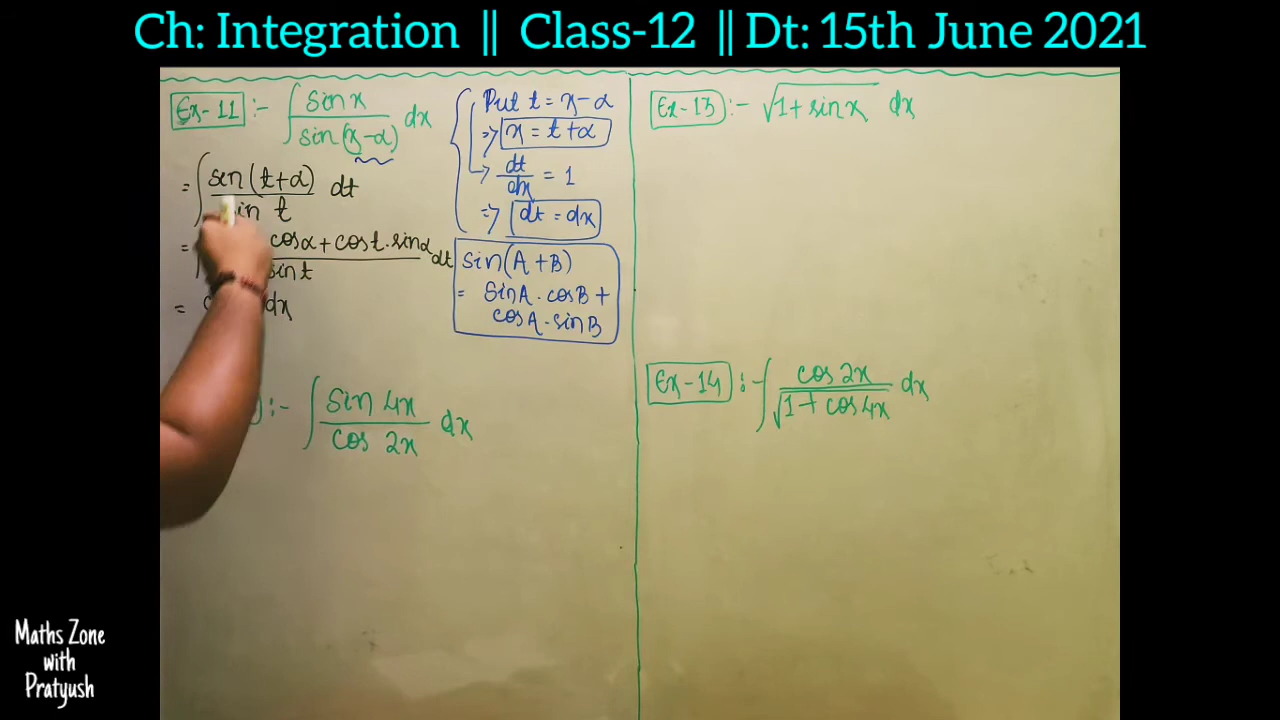 Ch: Integration || Class-12 || Dt: 15th June 2021
Ex-11 :- ∫ sin x / sin(x-α) dx
= ∫ sin(t+α) / sin t dt
= cosα + cos t · sinα / sin t dt
= dx
{ Put t = x-α
=> x = t+α
-> dt/dx = 1
=> dt = dx
sin(A+B)
= SinA · cosB +
cosA · sinB
:- ∫ sin 4x / cos 2x dx
Ex-13 :- √1+sinx dx
Ex-14 :- ∫ cos 2x / √1+cos 4x dx
Maths Zone
with
Pratyush